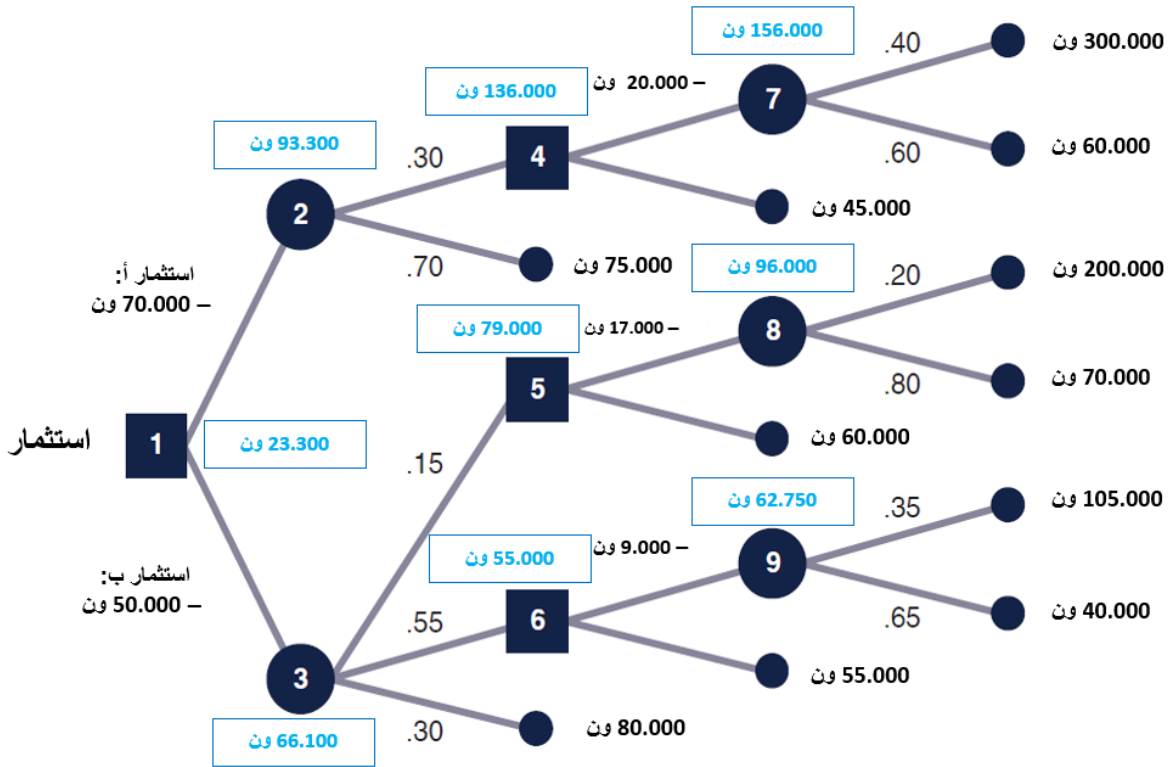 156.000 ون
.40
300.000 ون
136.000 ون
– 20.000 ون
7
93.300 ون
.30
4
.60
60.000 ون
2
45.000 ون
استثمار أ:
– 70.000 ون
.70
75.000 ون
96.000 ون
.20
200.000 ون
79.000 ون
– 17.000 ون
8
5
.80
70.000 ون
استثمار
1
23.300 ون
60.000 ون
.15
62.750 ون
.35
105.000 ون
55.000 ون
– 9.000 ون
9
استثمار ب:
– 50.000 ون
.55
6
.65
40.000 ون
3
55.000 ون
66.100 ون
.30
80.000 ون